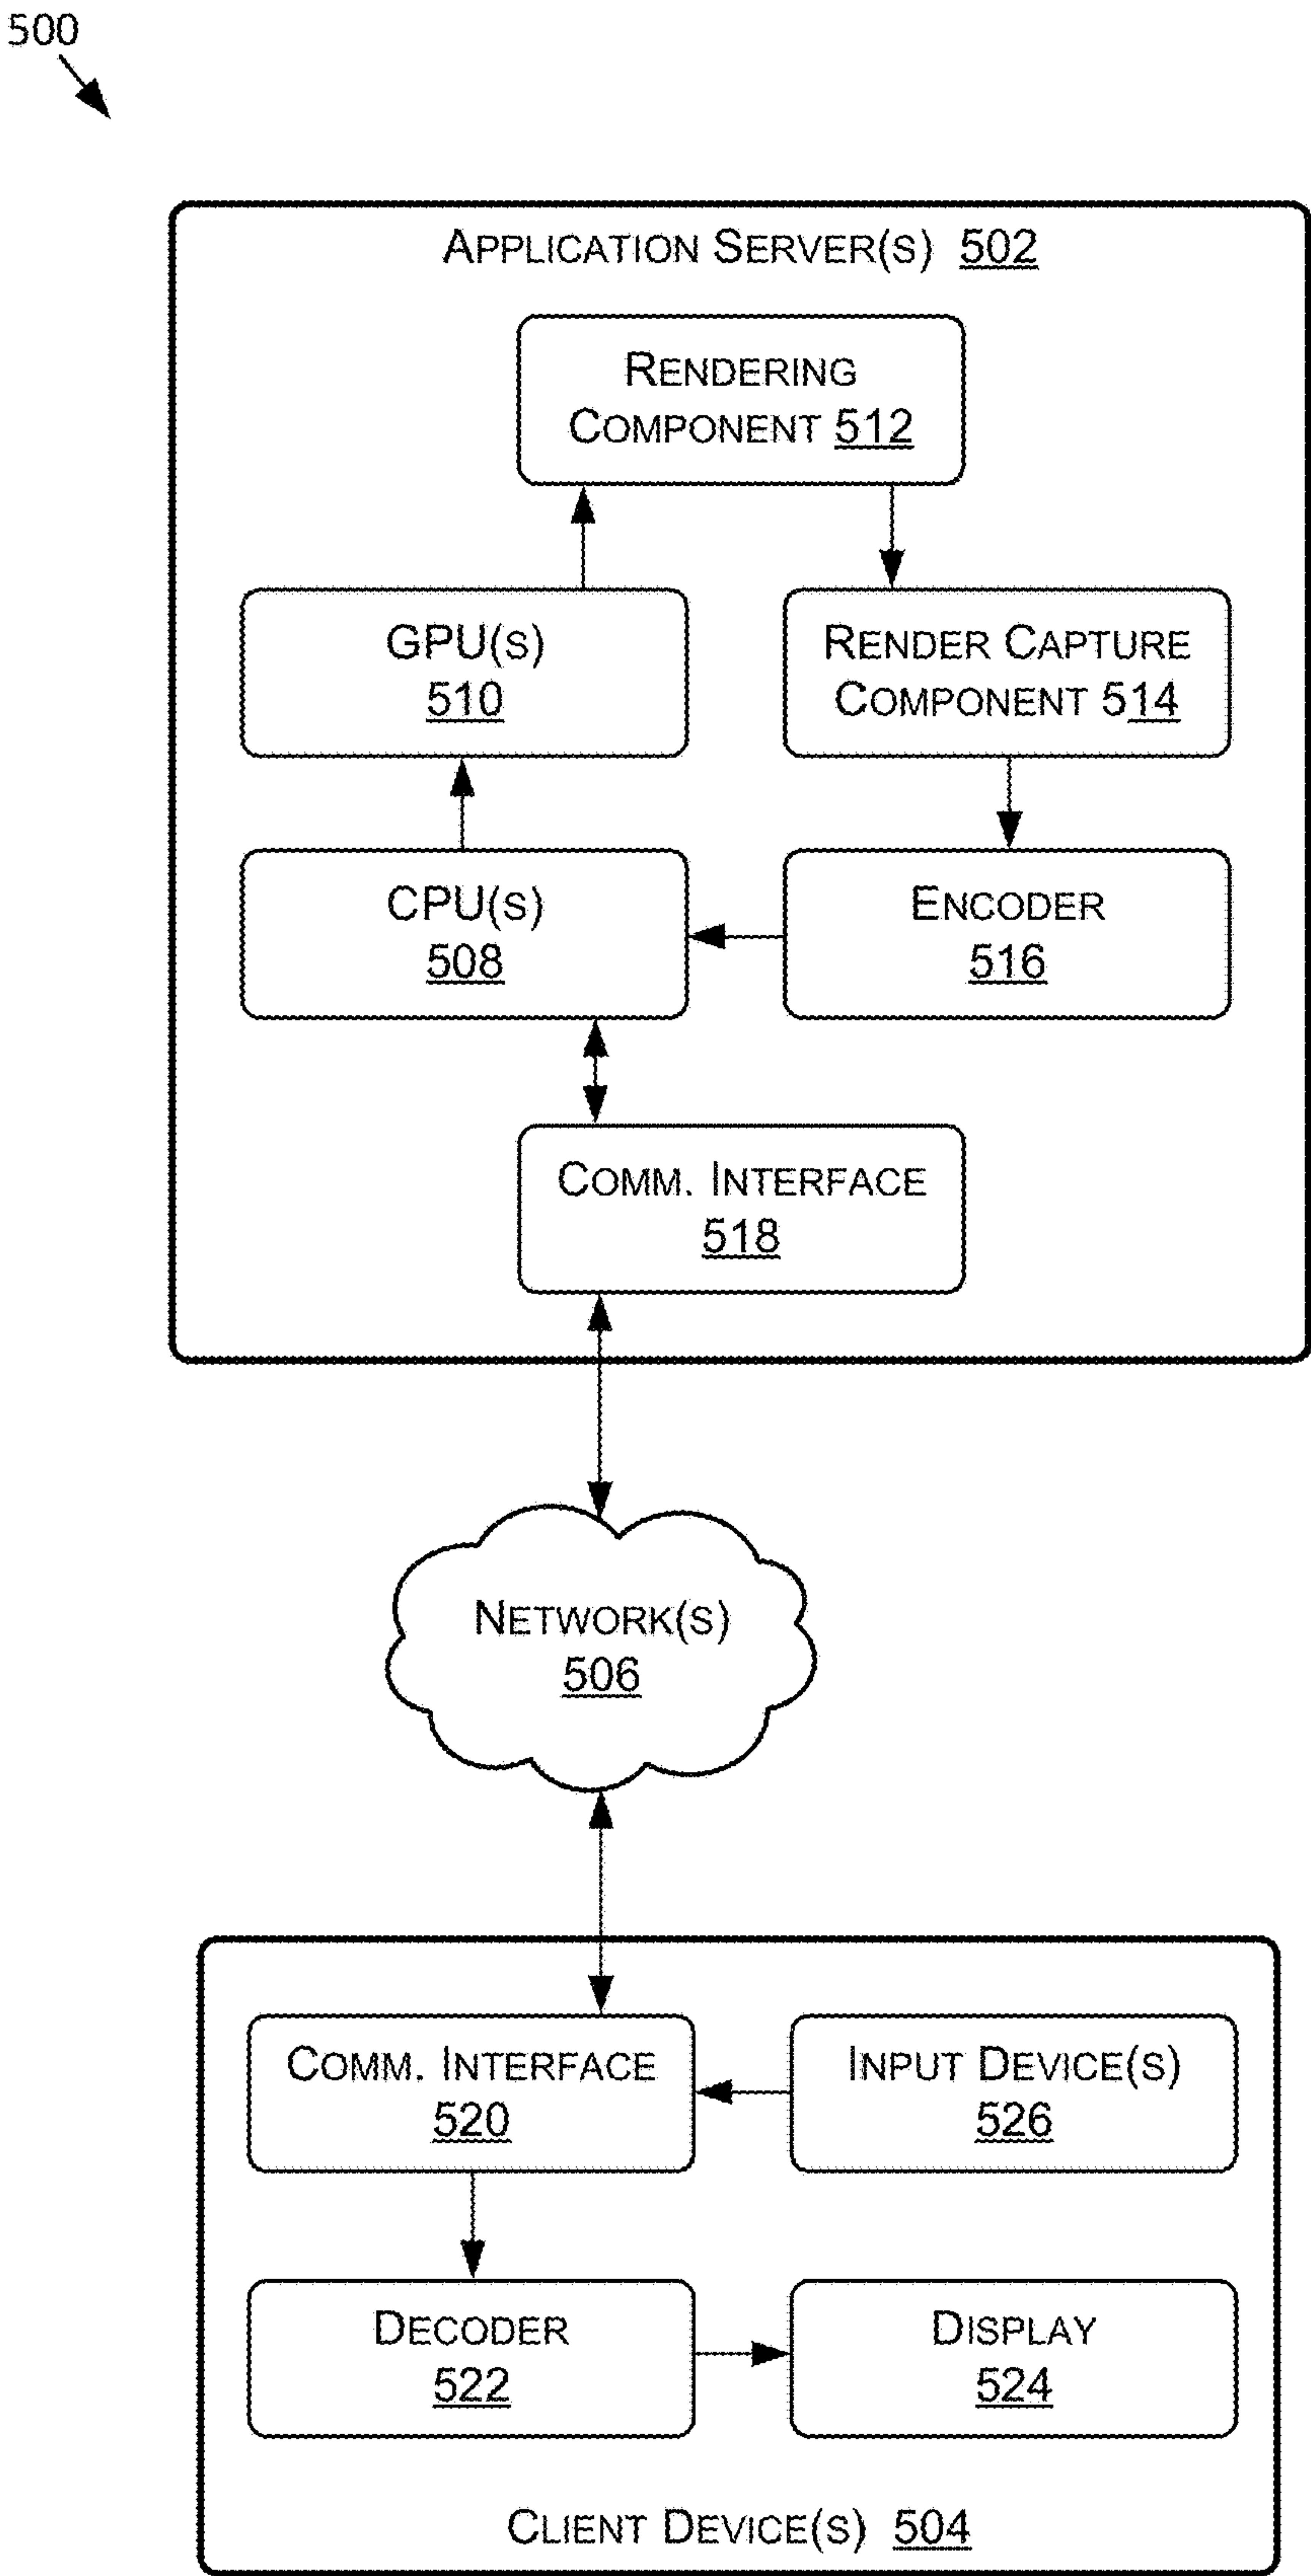 500
APPLICATION SERVER(S) 502
RENDERING
COMPONENT 512
GPU(S)
510
RENDER CAPTURE
COMPONENT 514
CPU(S)
508
ENCODER
516
COMM. INTERFACE
518
NETWORK(S)
506
COMM. INTERFACE
520
INPUT DEVICE(S)
526
DECODER
522
DISPLAY
524
CLIENT DEVICE(S) 504